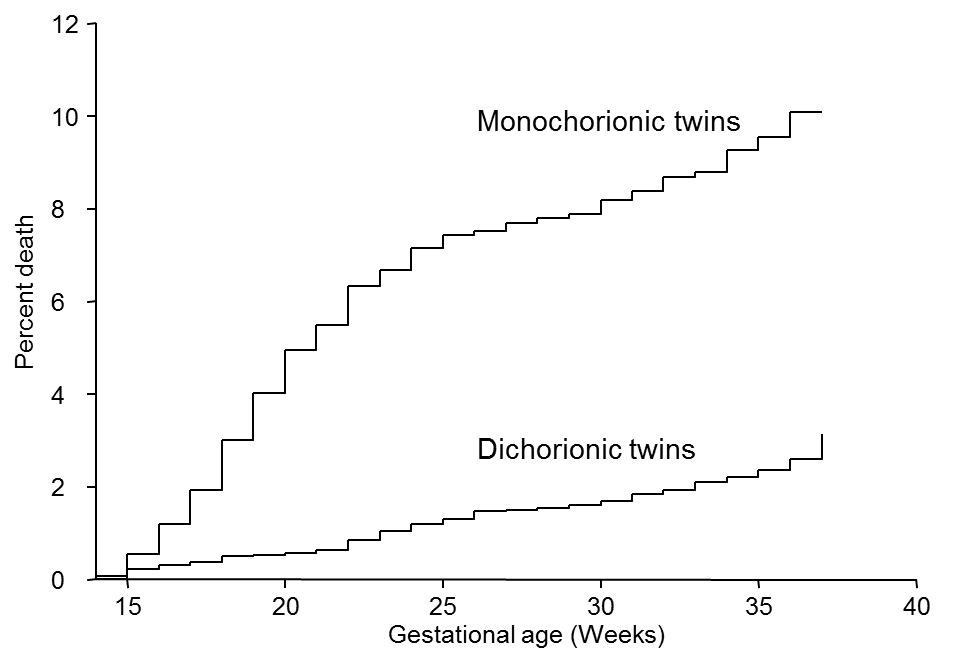 12
10
8
6
4
2
0
Percent death
Monochorionic twins
Dichorionic twins
15 20 25 30 35 40
Gestational age (Weeks)